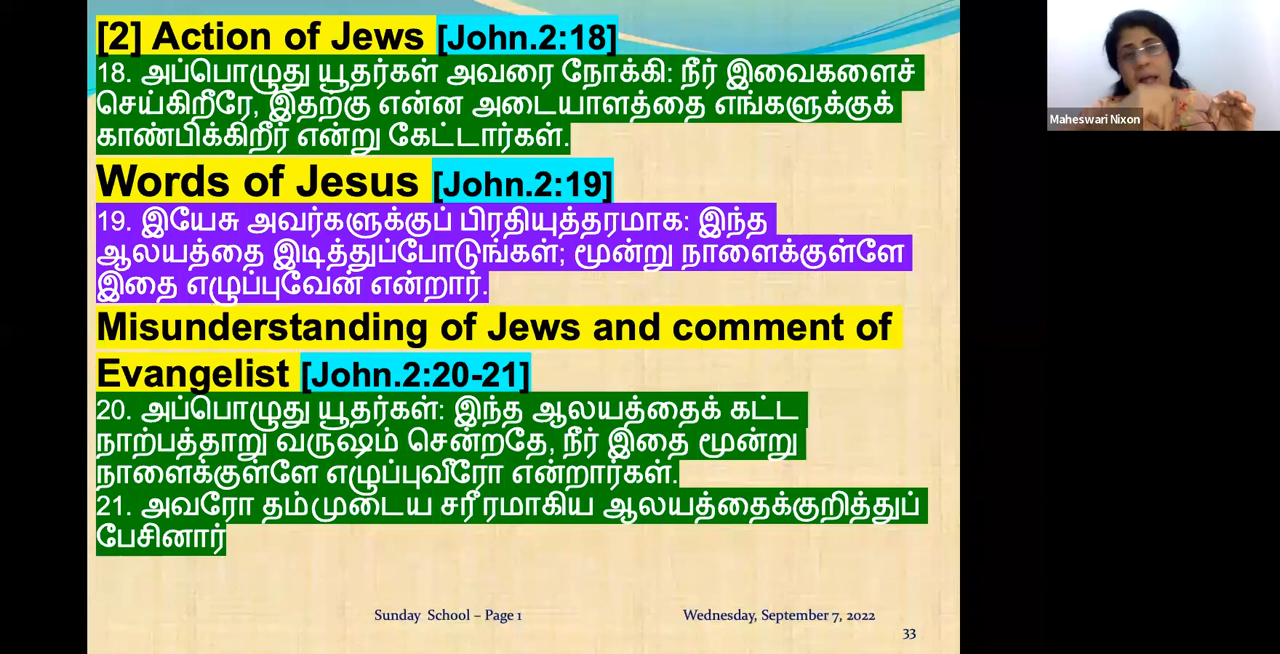 [2] Action of Jews [John.2:18]
18. அப்பொழுது யூதர்கள் அவரை நோக்கி: நீர் இவைகளைச்
செய்கிறீரே, இதற்கு என்ன அடையாளத்தை எங்களுக்குக்
காண்பிக்கிறீர் என்று கேட்டார்கள்.
Words of Jesus [John.2:19]
19. இயேசு அவர்களுக்குப் பிரதியுத்தரமாக: இந்த
ஆலயத்தை இடித்துப்போடுங்கள்; மூன்று நாளைக்குள்ளே
இதை எழுப்புவேன் என்றார்.
Misunderstanding of Jews and comment of
Evangelist [John.2:20-21]
20. அப்பொழுது யூதர்கள்: இந்த ஆலயத்தைக் கட்ட
நாற்பத்தாறு வருஷம் சென்றதே, நீர் இதை மூன்று
நாளைக்குள்ளே எழுப்புவீரோ என்றார்கள்.
21. அவரோ தம்முடைய சரீரமாகிய ஆலயத்தைக்குறித்துப்
பேசினார்
Sunday School – Page 1
Wednesday, September 7, 2022
33
Maheswari Nixon